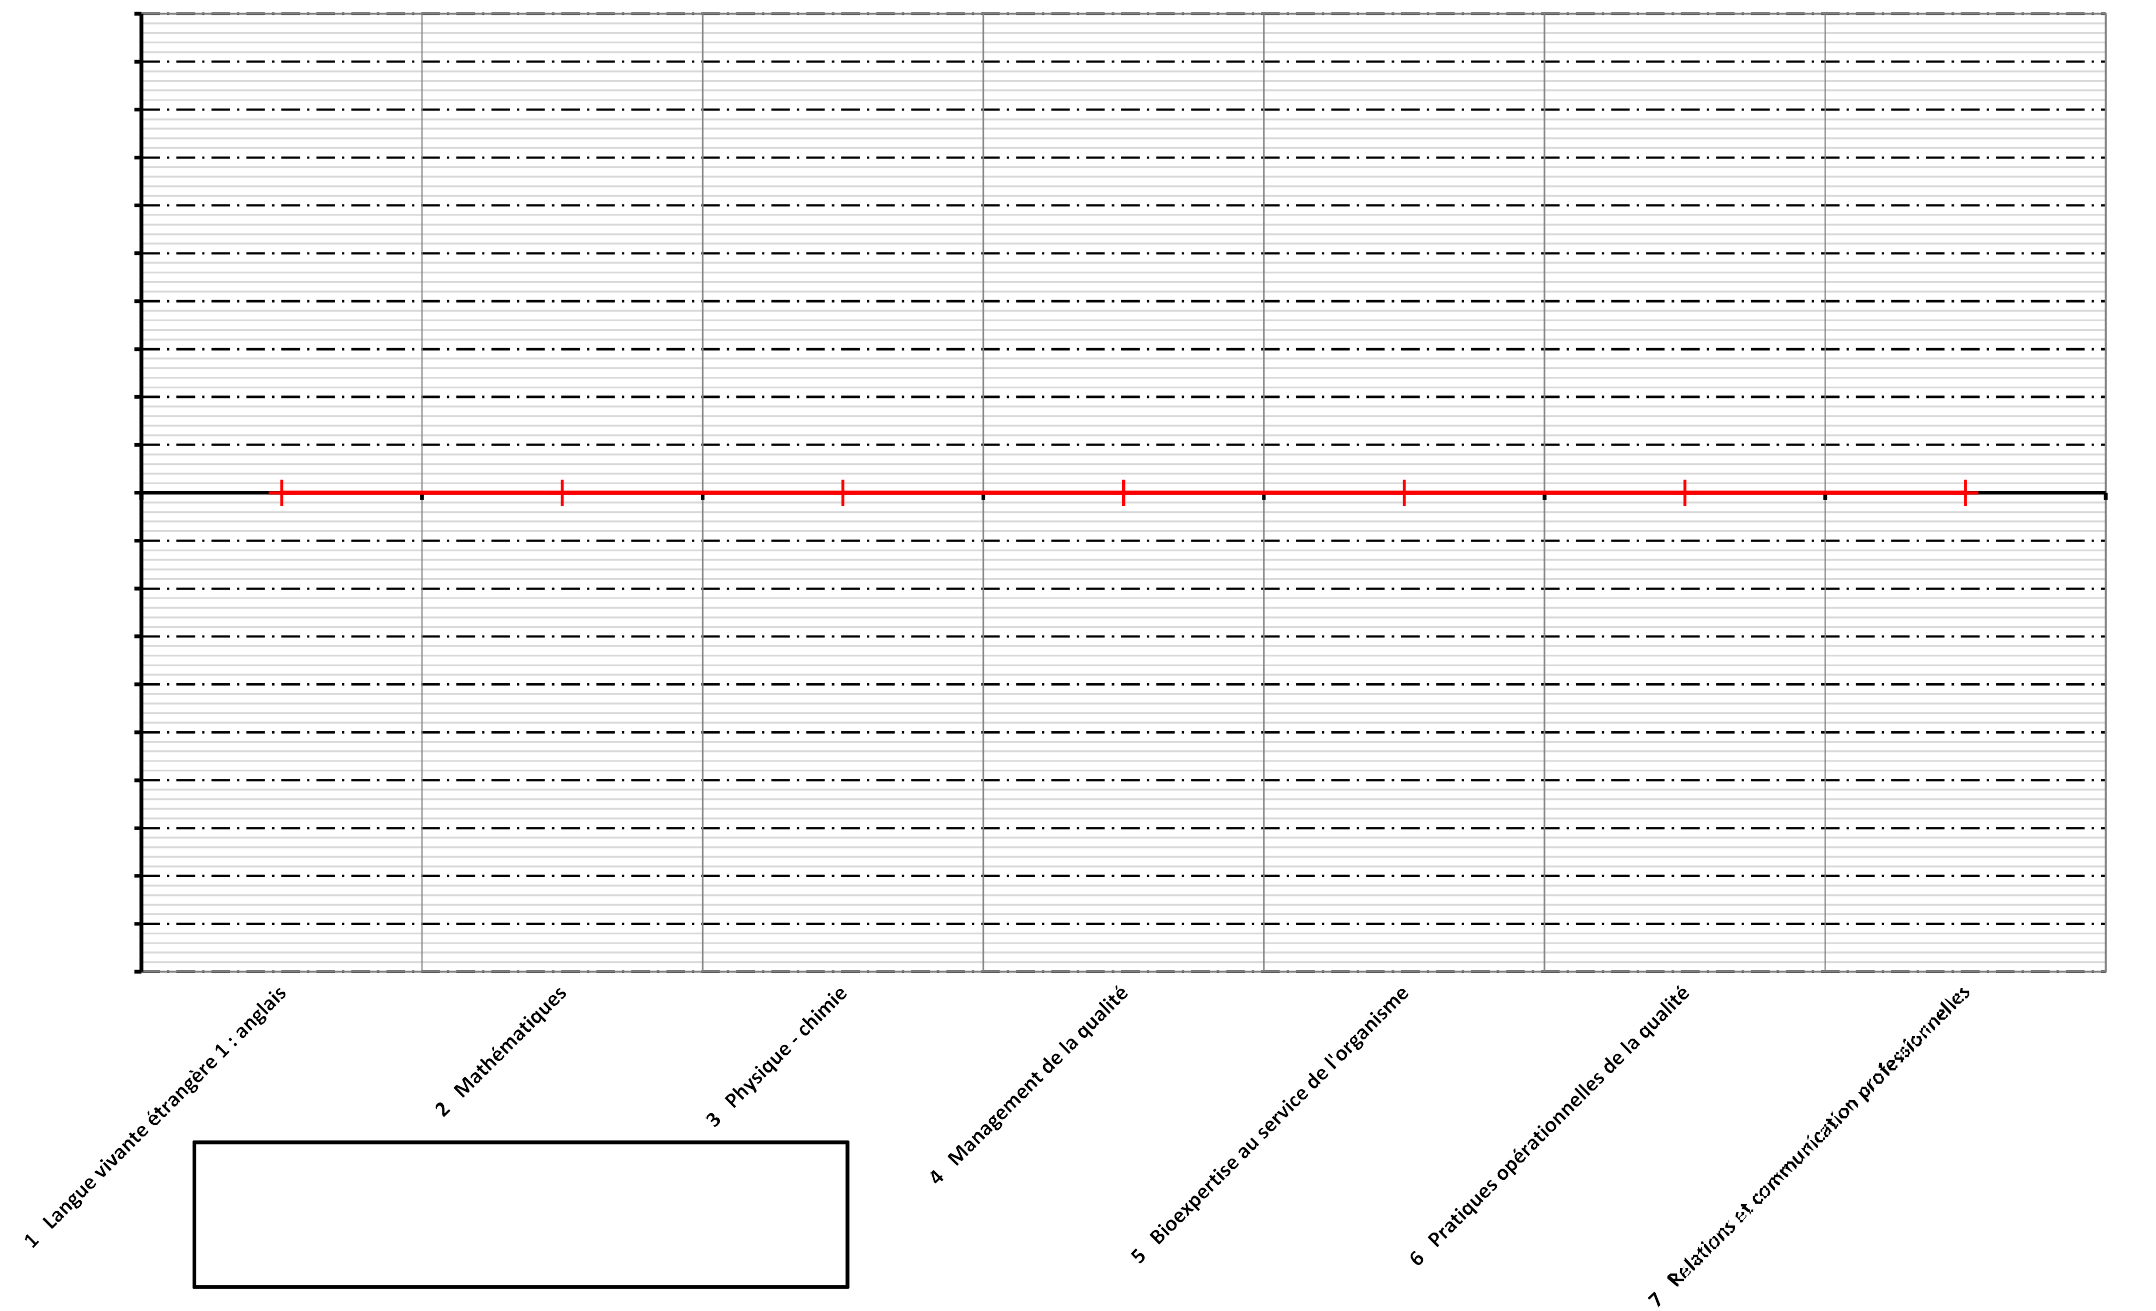 1 Langue vivante étrangère 1 : anglais
2 Mathématiques
3 Physique - chimie
4 Management de la qualité
5 Bioexpertise au service de l'organisme
6 Pratiques opérationnelles de la qualité
7 Relations et communication professionnelles